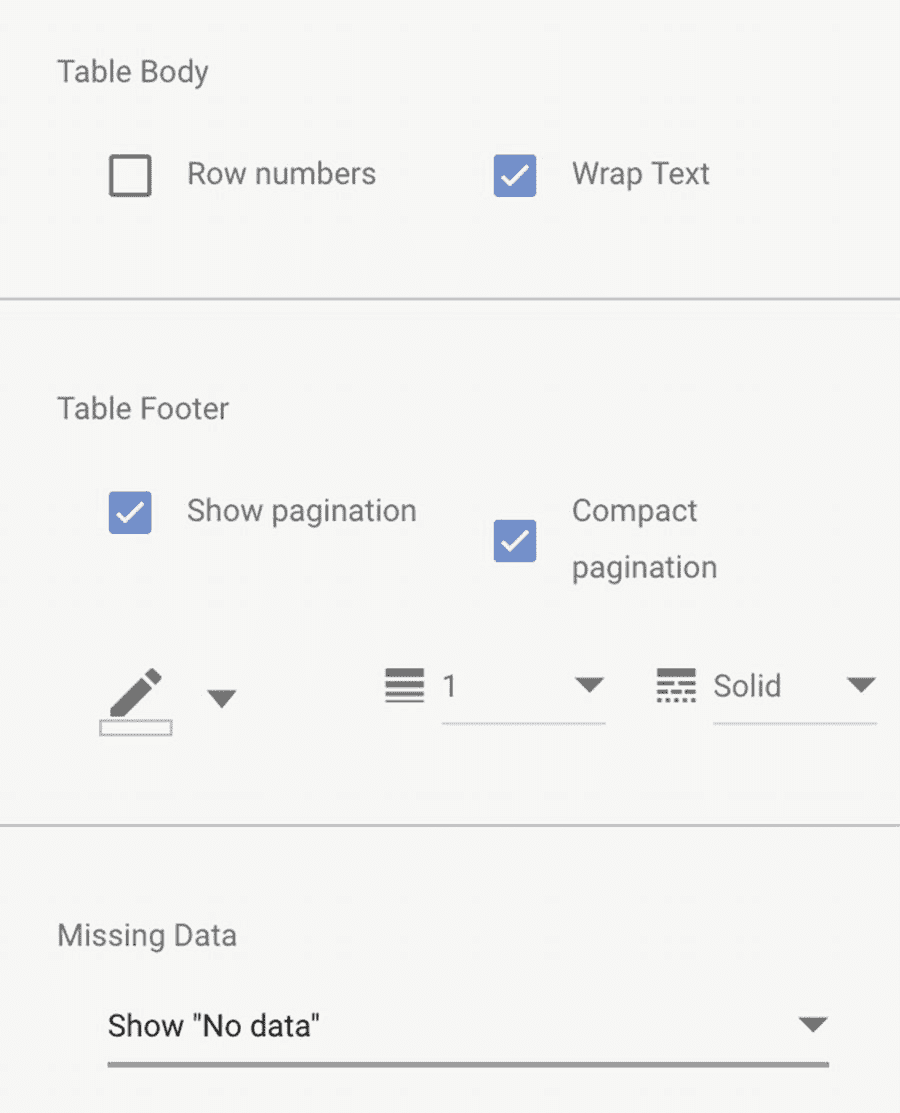 Table Body
Row numbers
Wrap Text
Table Footer
Show pagination
Compact
pagination
1
Solid
Missing Data
Show "No data"